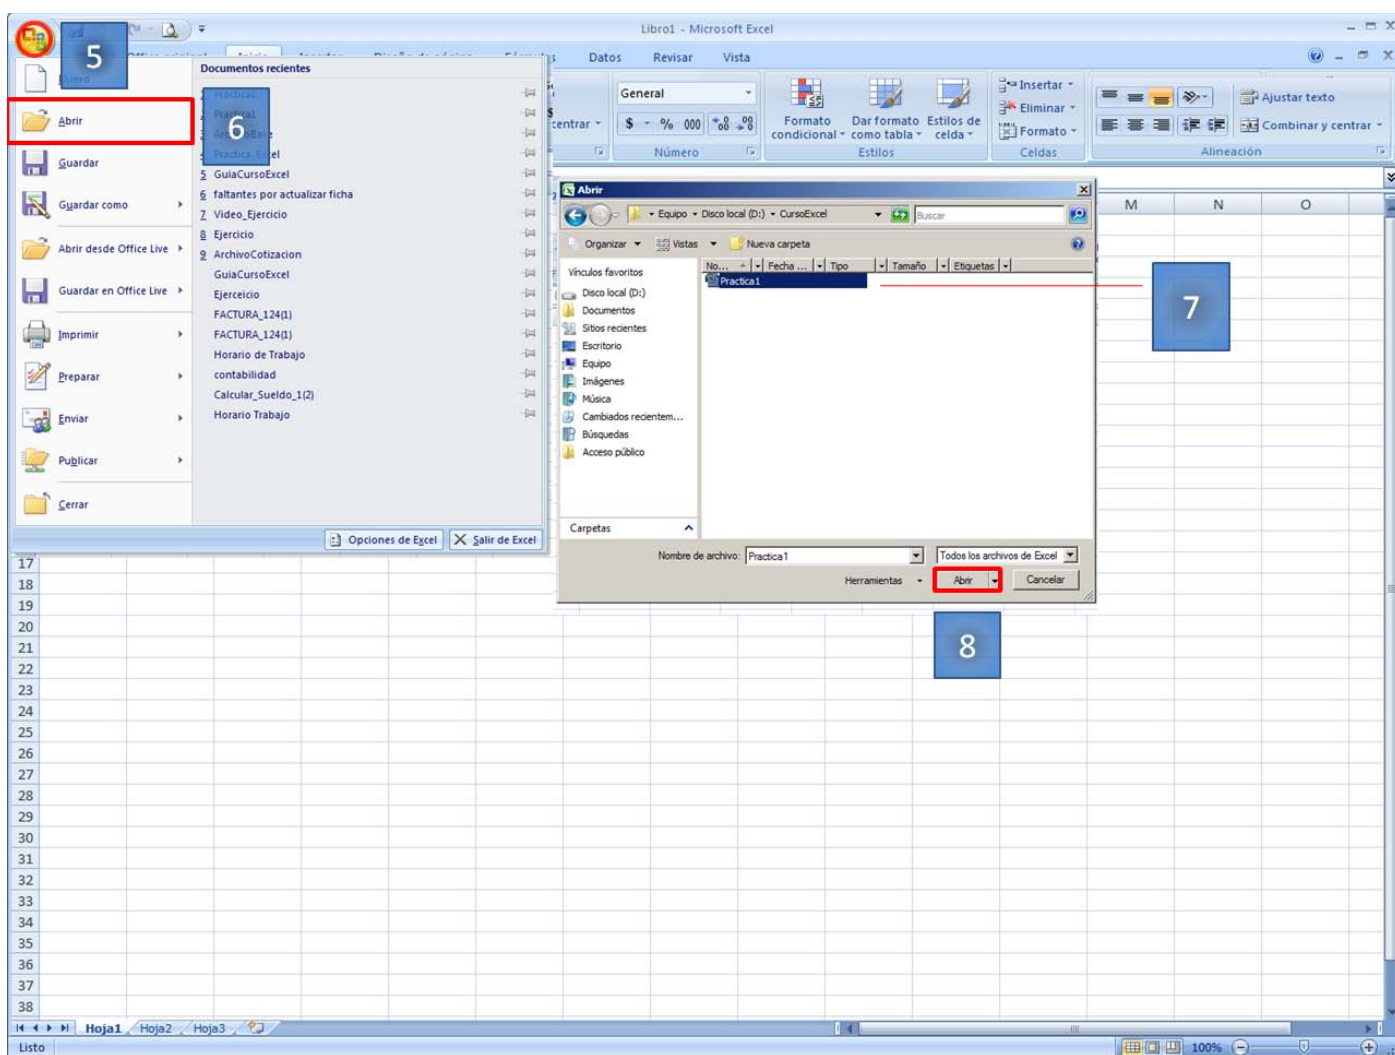 Libro1 - Microsoft Excel
5
Inicio
Datos
Revisar
Vista
Nuevo
Abrir
Guardar
Guardar como
Abrir desde Office Live
Guardar en Office Live
Imprimir
Preparar
Enviar
Publicar
Cerrar
Documentos recientes
6
5 GuiaCursoExcel
6 faltantes por actualizar ficha
7 Video_Ejercicio
8 Ejercicio
9 ArchivoCotizacion
GuiaCursoExcel
Ejerceicio
FACTURA_124(1)
FACTURA_124(1)
Horario de Trabajo
contabilidad
Calcular_Sueldo_1(2)
Horario Trabajo
Opciones de Excel
Salir de Excel
centrar
General
$ % 000
Número
Formato condicional
Dar formato como tabla
Estilos de celda
Estilos
Insertar
Eliminar
Formato
Celdas
Ajustar texto
Combinar y centrar
Alineación
M N O
Abrir
Equipo Disco local (D:) CursoExcel
Buscar
Organizar Vistas Nueva carpeta
Vínculos favoritos
Disco local (D:)
Documentos
Sitios recientes
Escritorio
Equipo
Imágenes
Música
Cambiados recientem...
Búsquedas
Acceso público
Carpetas
No... Fecha ... Tipo Tamaño Etiquetas
Practica1
7
Nombre de archivo: Practica1
Todos los archivos de Excel
Herramientas Abrir Cancelar
8
17
18
19
20
21
22
23
24
25
26
27
28
29
30
31
32
33
34
35
36
37
38
Hoja1 Hoja2 Hoja3
Listo
100%